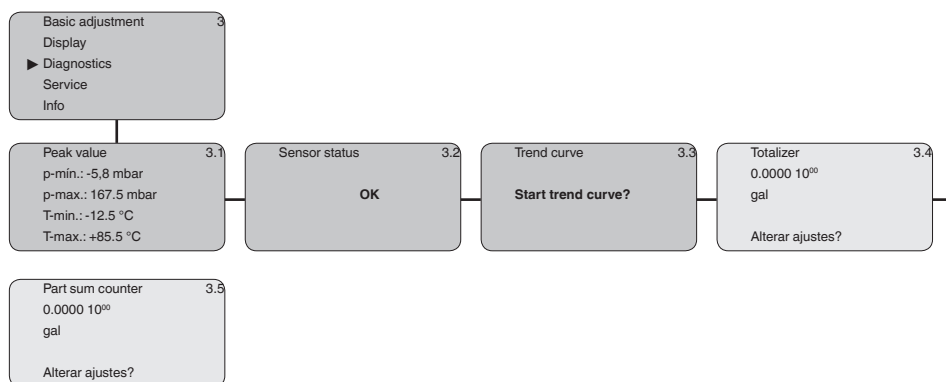 Basic adjustment 3
Display
▶ Diagnostics
Service
Info
Peak value 3.1
p-mín.: -5,8 mbar
p-max.: 167.5 mbar
T-min.: -12.5 °C
T-max.: +85.5 °C
Sensor status 3.2
OK
Trend curve 3.3
Start trend curve?
Totalizer 3.4
0.0000 10⁰⁰
gal
Alterar ajustes?
Part sum counter 3.5
0.0000 10⁰⁰
gal
Alterar ajustes?